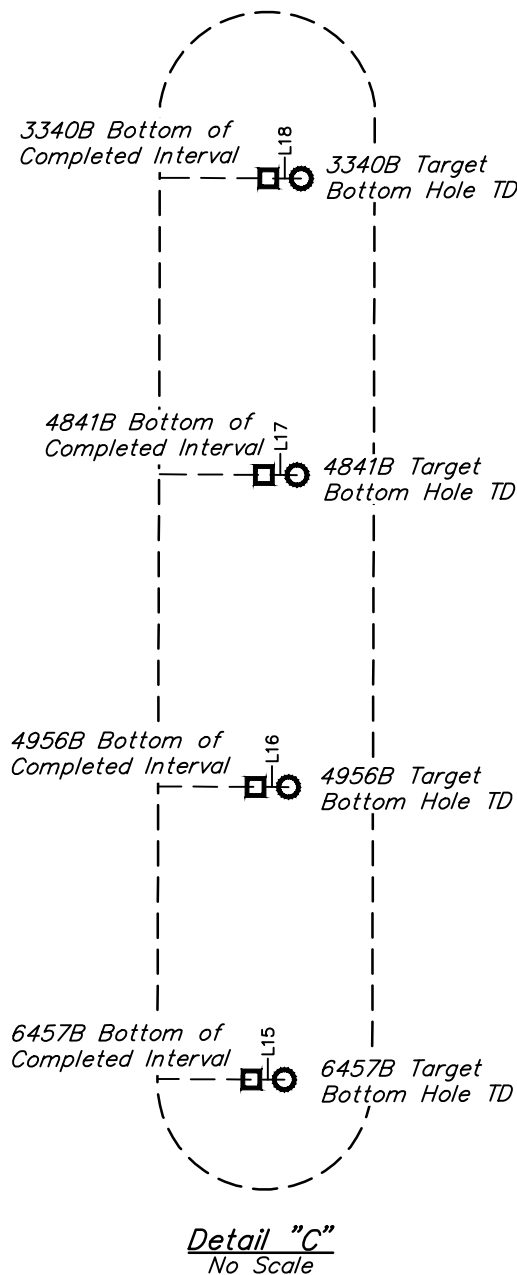 3340B Bottom of
Completed Interval
L18
3340B Target
Bottom Hole TD
4841B Bottom of
Completed Interval
L17
4841B Target
Bottom Hole TD
4956B Bottom of
Completed Interval
L16
4956B Target
Bottom Hole TD
6457B Bottom of
Completed Interval
L15
6457B Target
Bottom Hole TD
Detail "C"
No Scale